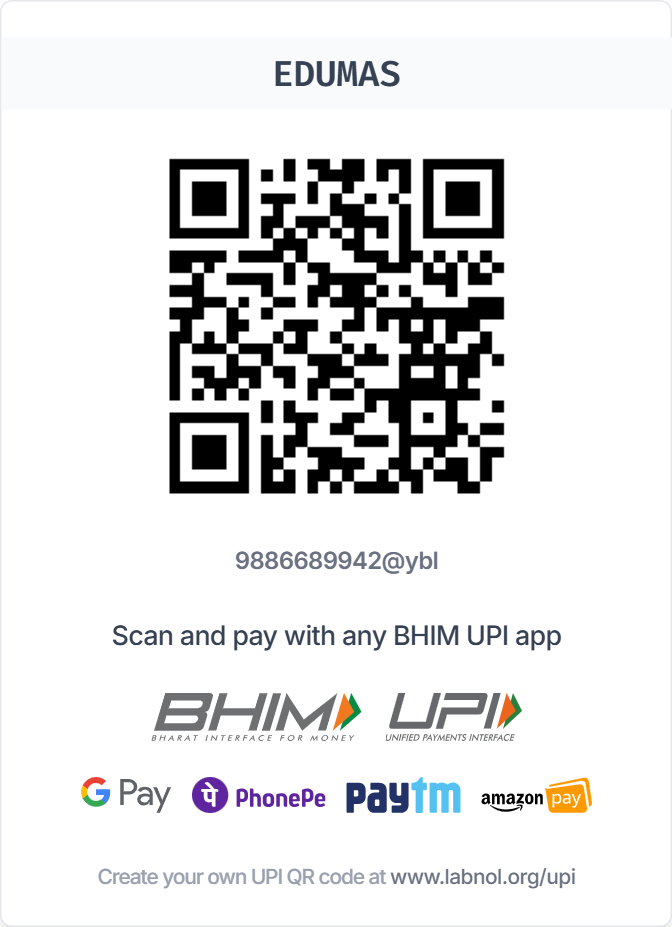 EDUMAS
9886689942@ybl
Scan and pay with any BHIM UPI app
BHIM UPI
BHARAT INTERFACE FOR MONEY UNIFIED PAYMENTS INTERFACE
G Pay पे PhonePe paytm amazon pay
Create your own UPI QR code at www.labnol.org/upi